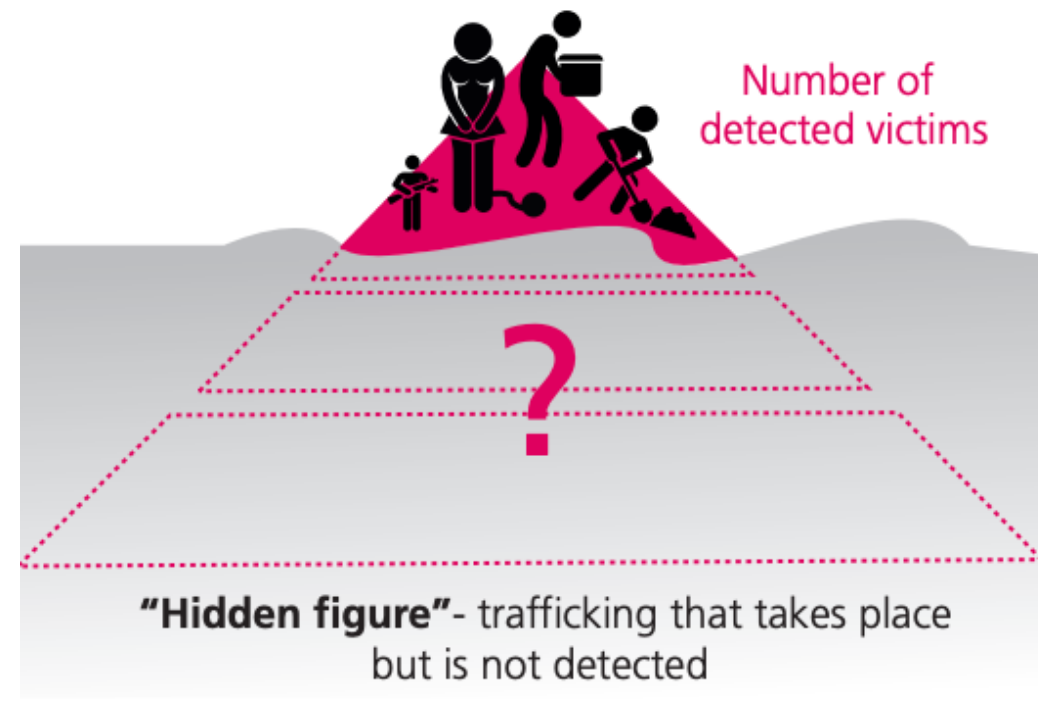 Number of
detected victims
?
"Hidden figure"- trafficking that takes place
but is not detected